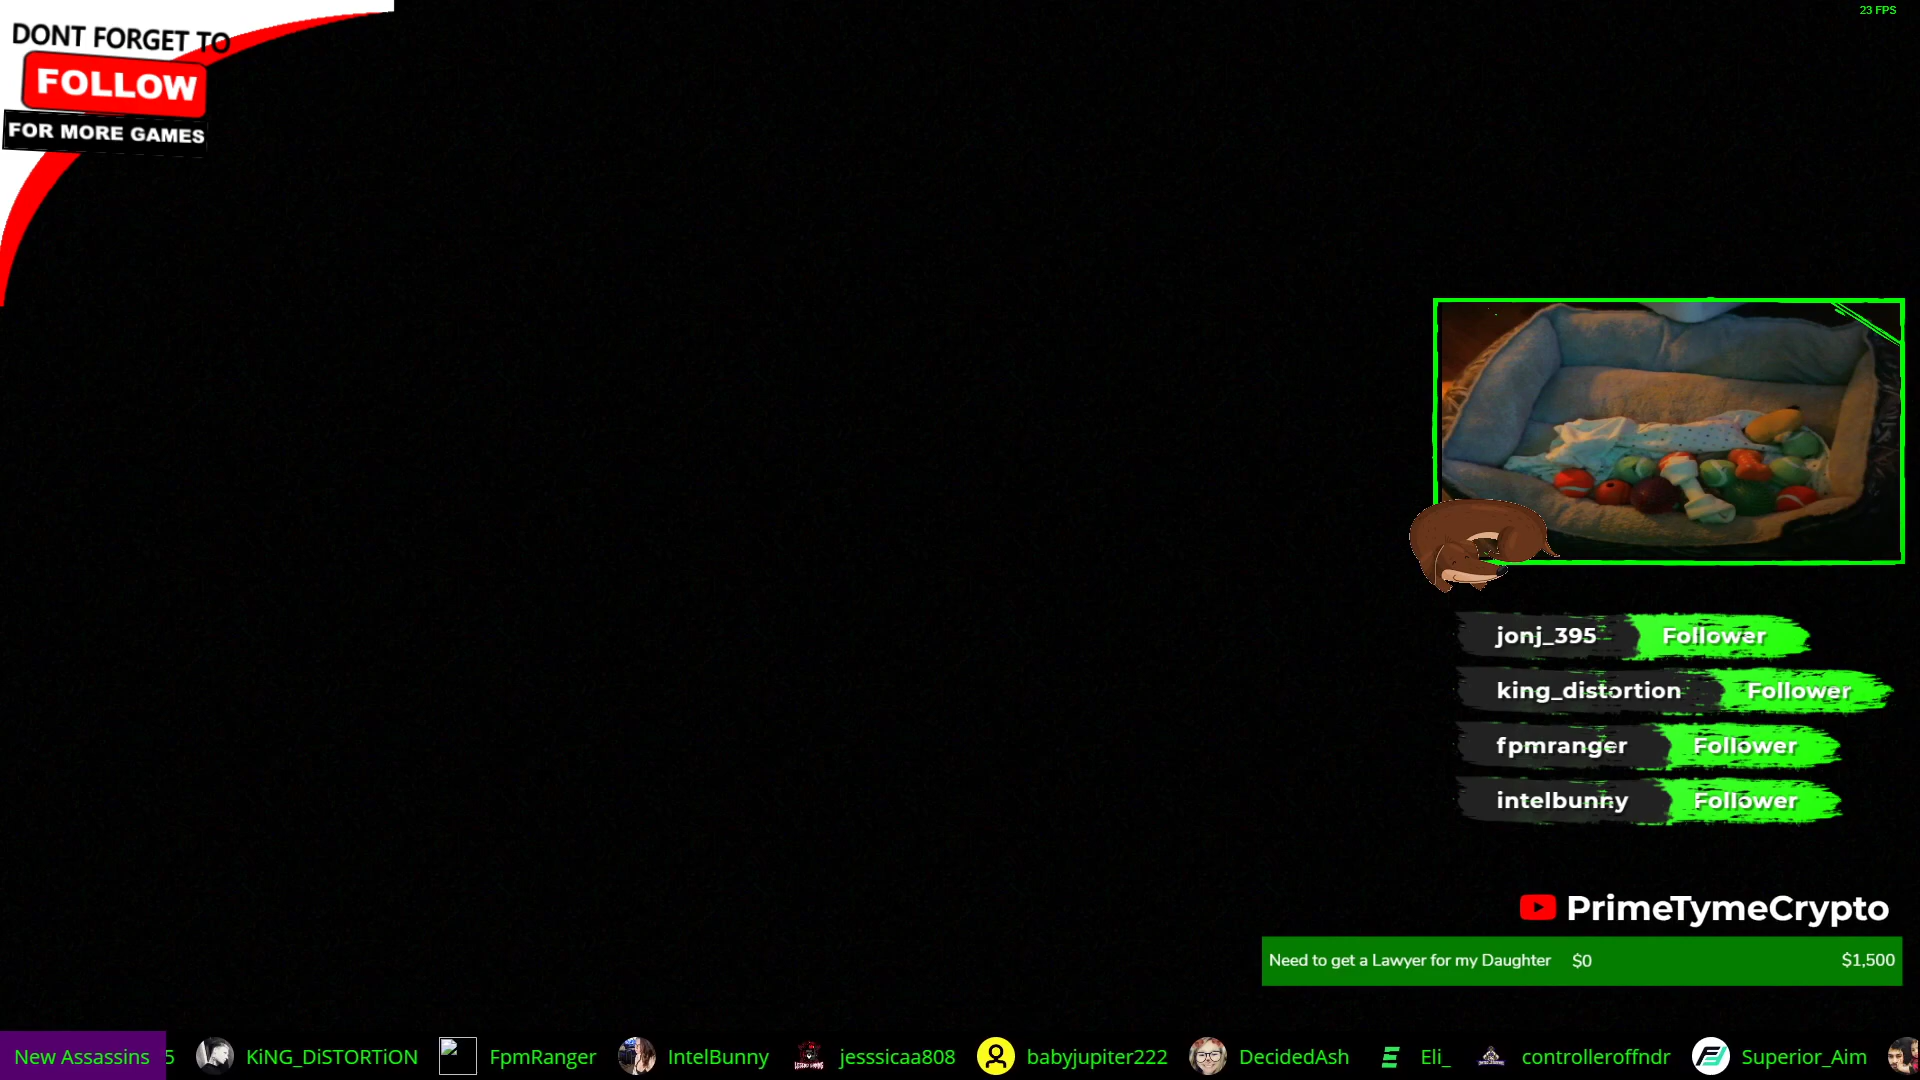 23 FPS
DONT FORGET TO
FOLLOW
FOR MORE GAMES
jonj_395 Follower
king_distortion Follower
fpmranger Follower
intelbunny Follower
PrimeTymeCrypto
Need to get a Lawyer for my Daughter $0 $1,500
New Assassins 5 KiNG_DiSTORTiON FpmRanger IntelBunny jesssicaa808 babyjupiter222 DecidedAsh Eli_ controlleroffndr Superior_Aim